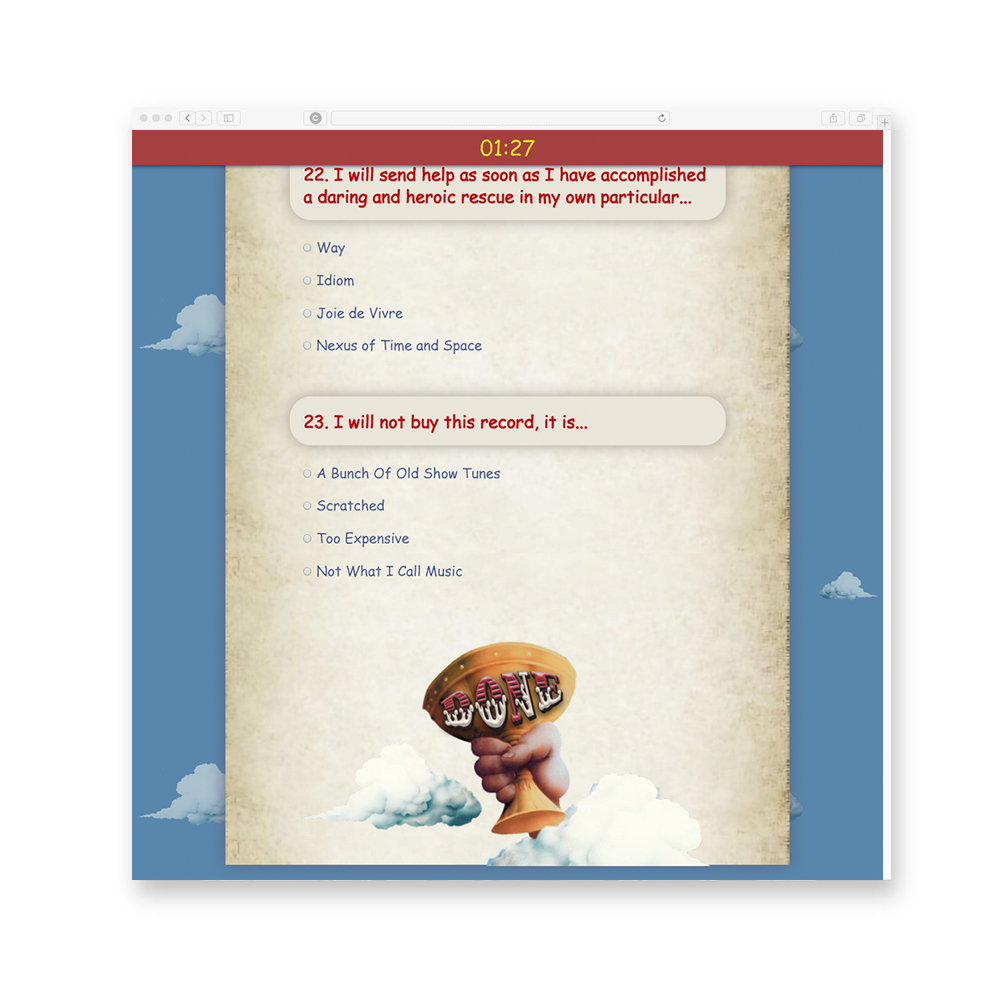 01:27
22. I will send help as soon as I have accomplished
a daring and heroic rescue in my own particular...
Way
Idiom
Joie de Vivre
Nexus of Time and Space
23. I will not buy this record, it is...
A Bunch Of Old Show Tunes
Scratched
Too Expensive
Not What I Call Music
DONE